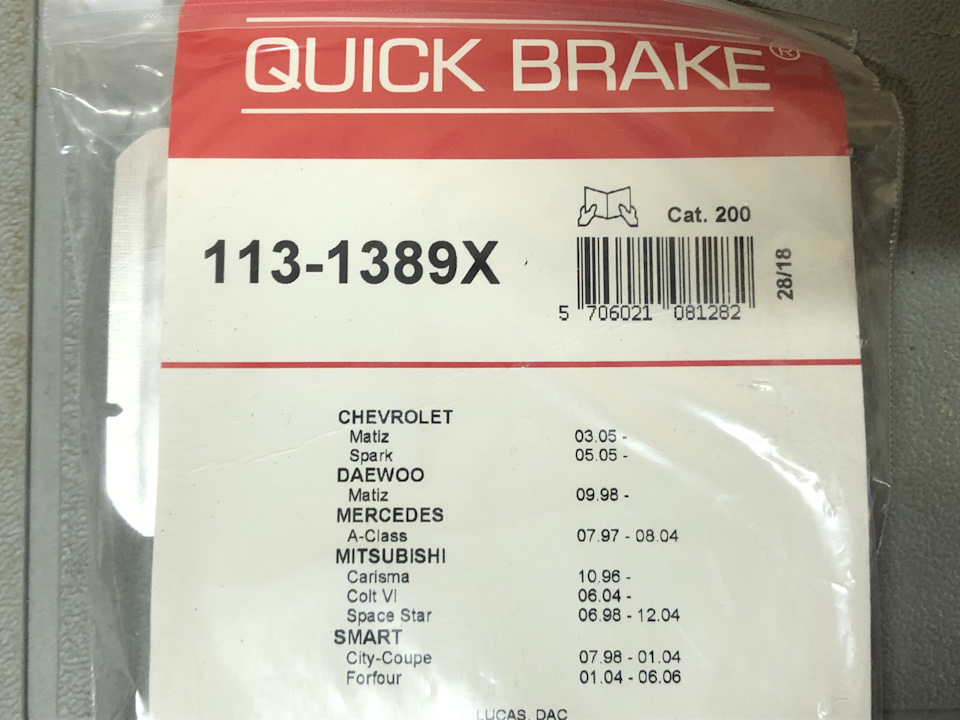 QUICK BRAKE®
Cat. 200
113-1389X
28/18
5 706021 081282
CHEVROLET
Matiz 03.05 -
Spark 05.05 -
DAEWOO
Matiz 09.98 -
MERCEDES
A-Class 07.97 - 08.04
MITSUBISHI
Carisma 10.96 -
Colt VI 06.04 -
Space Star 06.98 - 12.04
SMART
City-Coupe 07.98 - 01.04
Forfour 01.04 - 06.06
LUCAS, DAC